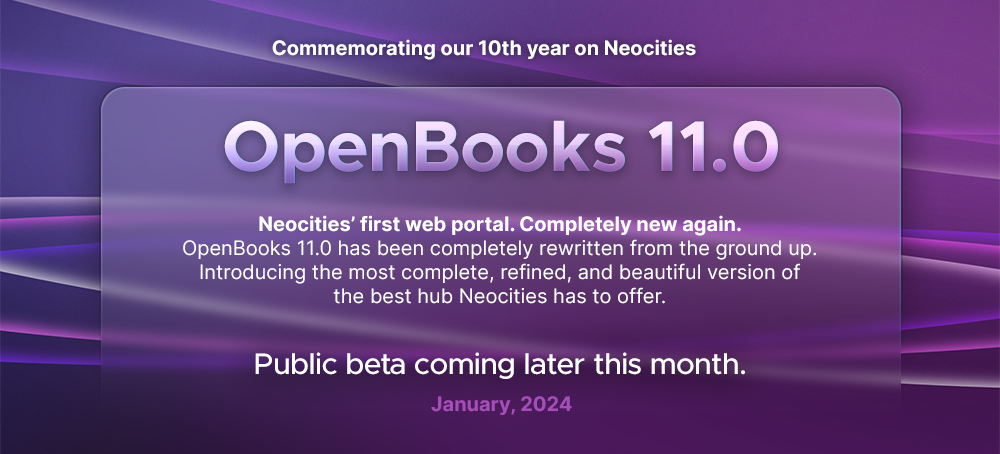 Commemorating our 10th year on Neocities
OpenBooks 11.0
Neocities’ first web portal. Completely new again.
OpenBooks 11.0 has been completely rewritten from the ground up.
Introducing the most complete, refined, and beautiful version of
the best hub Neocities has to offer.
Public beta coming later this month.
January, 2024